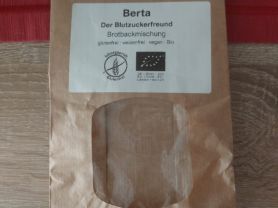 Berta
Der Blutzuckerfreund
Brotbackmischung
glutenfrei · weizenfrei · vegan · Bio